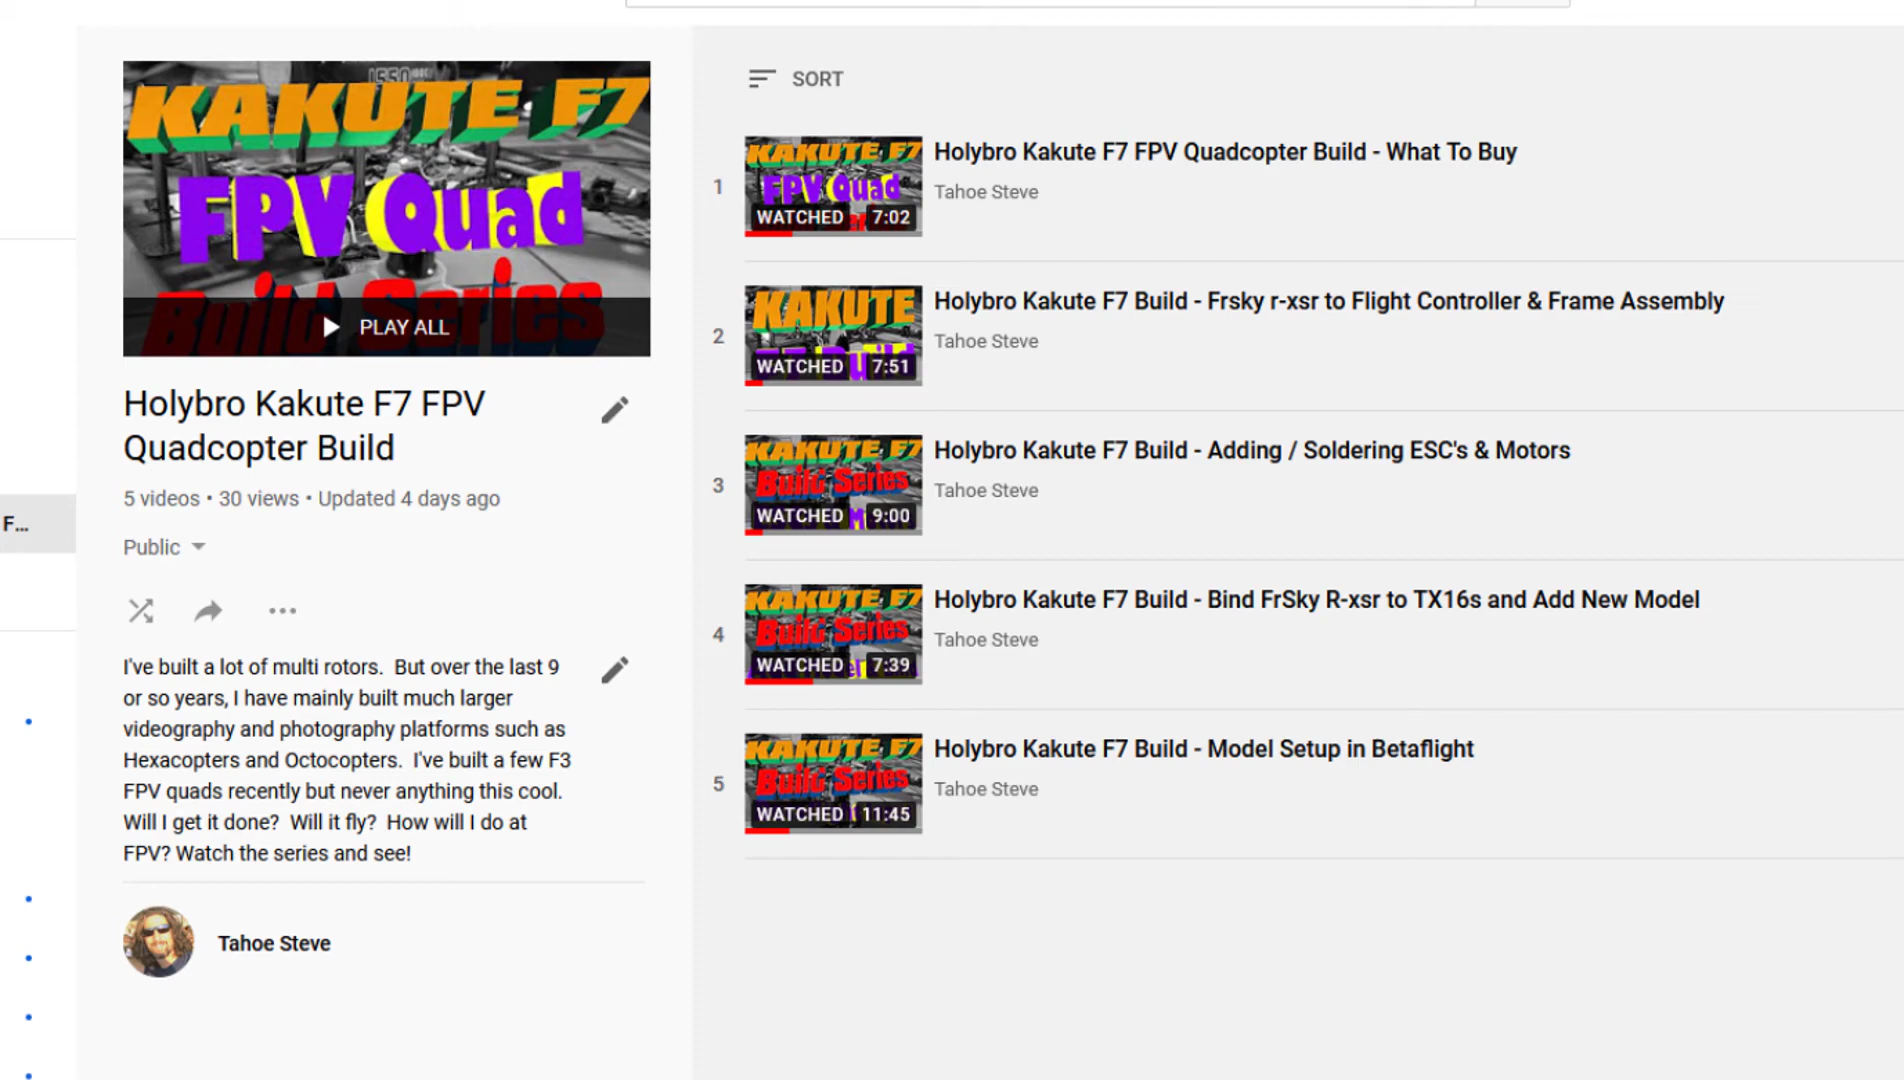 KAKUTE F7
FPV Quad
Build Series
PLAY ALL
Holybro Kakute F7 FPV
Quadcopter Build
5 videos • 30 views • Updated 4 days ago
Public
F...
I've built a lot of multi rotors.  But over the last 9
or so years, I have mainly built much larger
videography and photography platforms such as
Hexacopters and Octocopters.  I've built a few F3
FPV quads recently but never anything this cool.
Will I get it done?  Will it fly?  How will I do at
FPV? Watch the series and see!
Tahoe Steve
SORT
1
KAKUTE F7
FPV Quad
WATCHED 7:02
Holybro Kakute F7 FPV Quadcopter Build - What To Buy
Tahoe Steve
2
KAKUTE
F7 Build
WATCHED 7:51
Holybro Kakute F7 Build - Frsky r-xsr to Flight Controller & Frame Assembly
Tahoe Steve
3
KAKUTE F7
Build Series
WATCHED 9:00
Holybro Kakute F7 Build - Adding / Soldering ESC's & Motors
Tahoe Steve
4
KAKUTE F7
Build Series
WATCHED 7:39
Holybro Kakute F7 Build - Bind FrSky R-xsr to TX16s and Add New Model
Tahoe Steve
5
KAKUTE F7
Build Series
WATCHED 11:45
Holybro Kakute F7 Build - Model Setup in Betaflight
Tahoe Steve